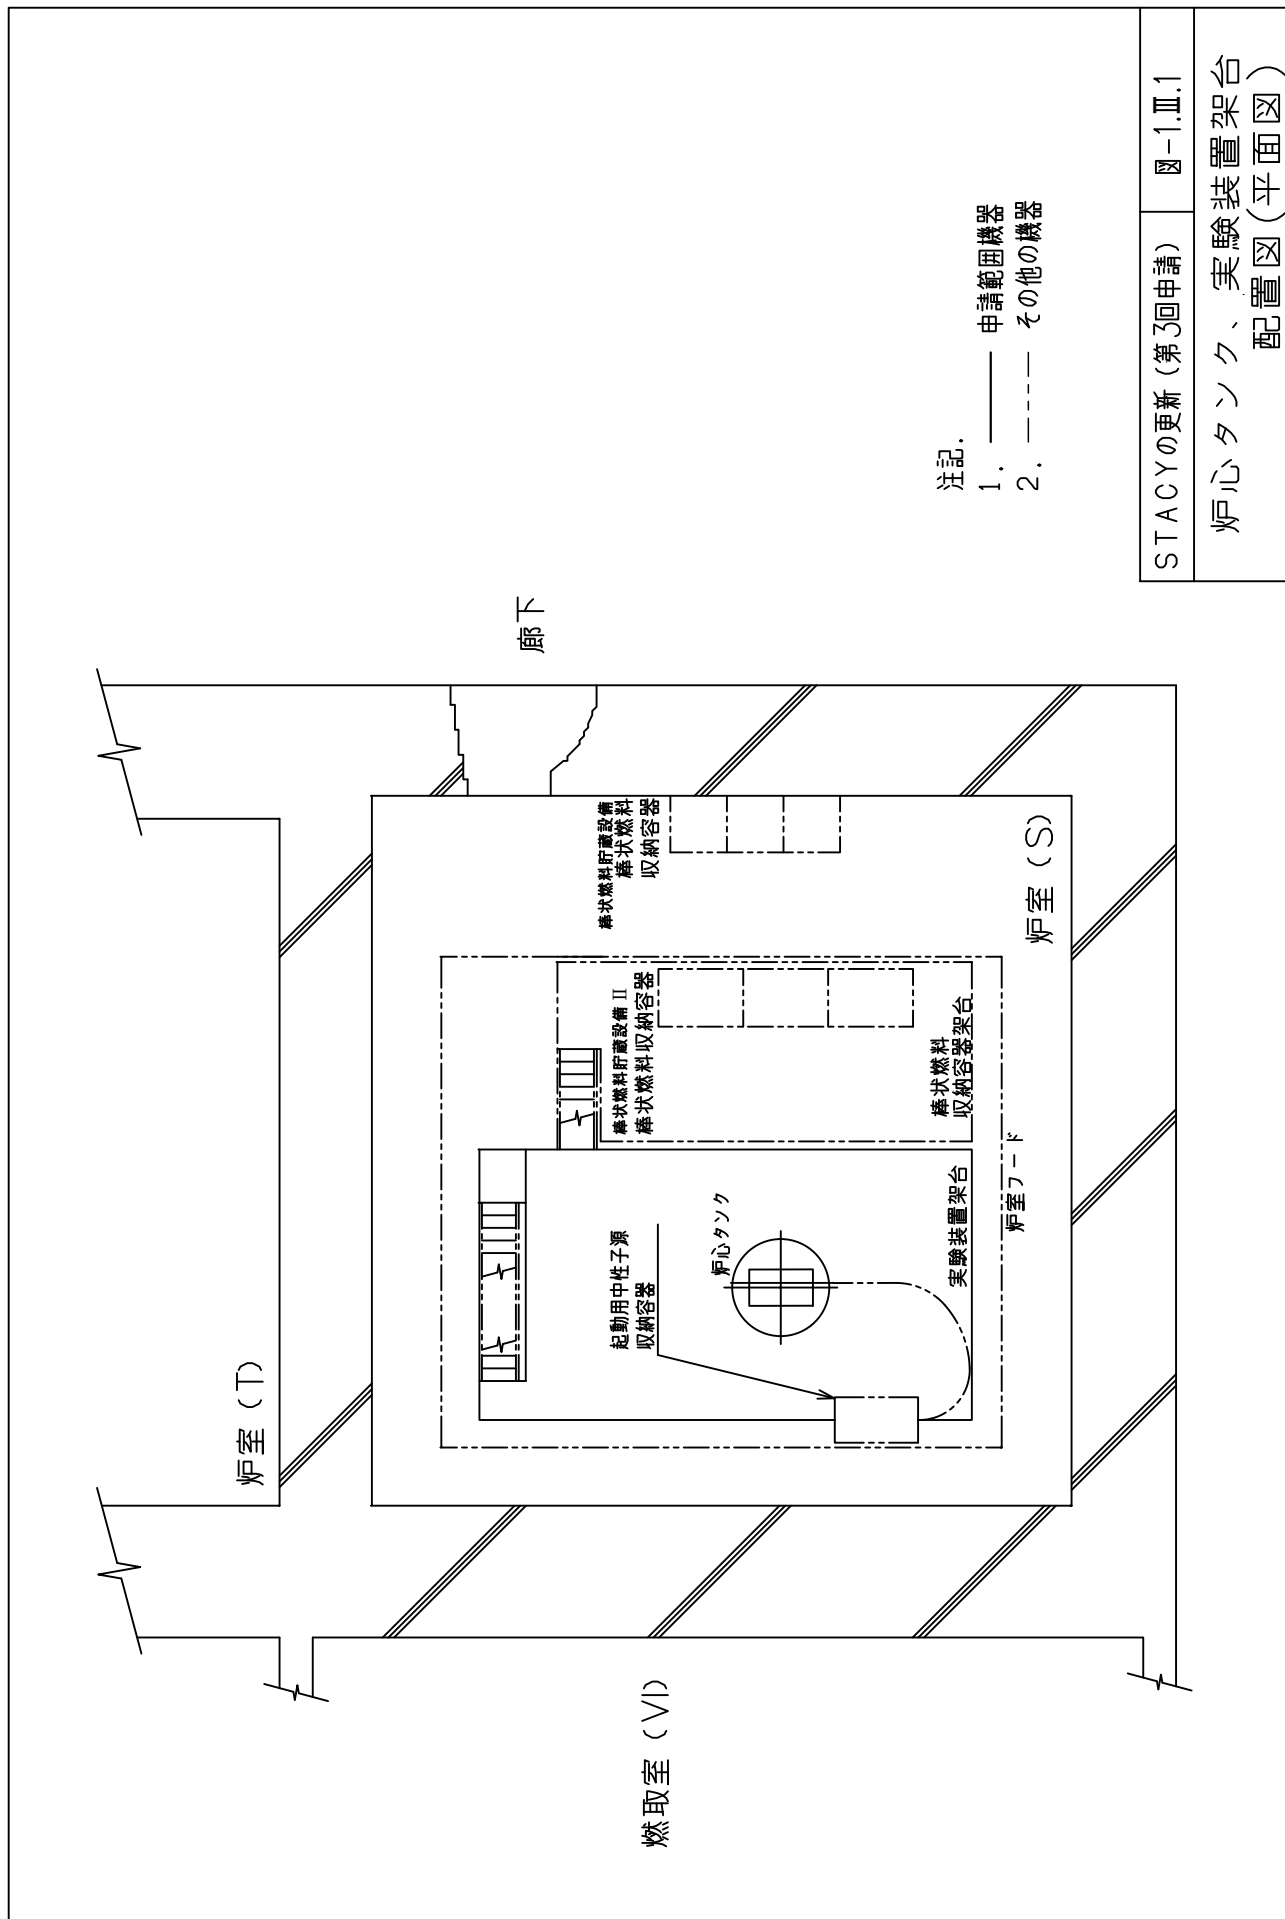 炉室（T）
廊下
棒状燃料貯蔵設備
棒状燃料
収納容器
棒状燃料貯蔵設備Ⅱ
棒状燃料収納容器
起動用中性子源
収納容器
炉心タンク
棒状燃料
収納容器架台
実験装置架台
炉室フード
炉室（S）
燃取室（VI）
注記.
1. 申請範囲機器
2. その他の機器
STACYの更新（第3回申請）
図-1.Ⅲ.1
炉心タンク、実験装置架台
配置図（平面図）